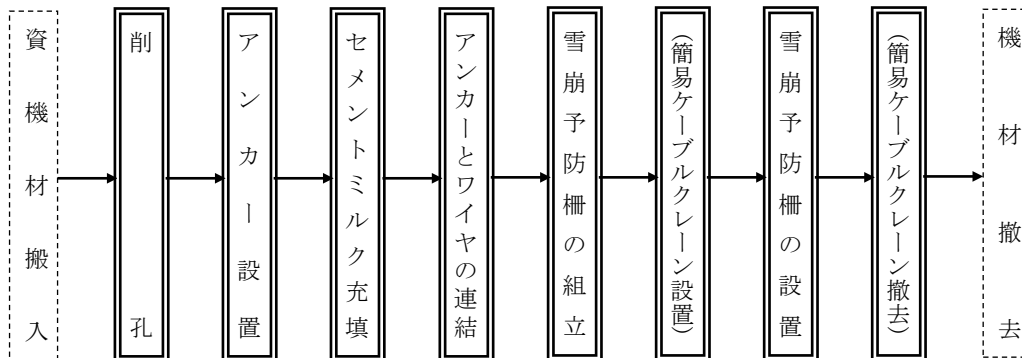 資機材搬入
削孔
アンカー設置
セメントミルク充填
アンカーとワイヤの連結
雪崩予防柵の組立
(簡易ケーブルクレーン設置)
雪崩予防柵の設置
(簡易ケーブルクレーン撤去)
機材撤去